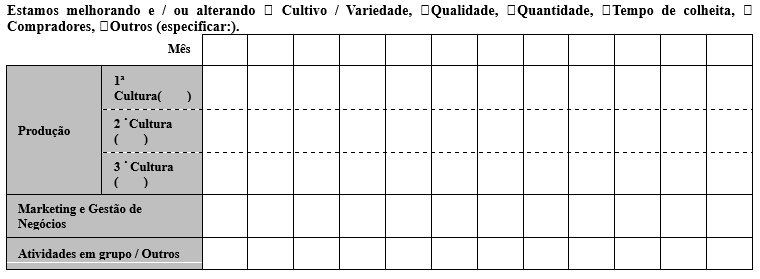 Estamos melhorando e / ou alterando □ Cultivo / Variedade, □Qualidade, □Quantidade, □Tempo de colheita, □
Compradores, □Outros (especificar:).
Mês
Produção
1ª
Cultura( )
2 ˙Cultura
( )
3 ˙Cultura
( )
Marketing e Gestão de
Negócios
Atividades em grupo / Outros